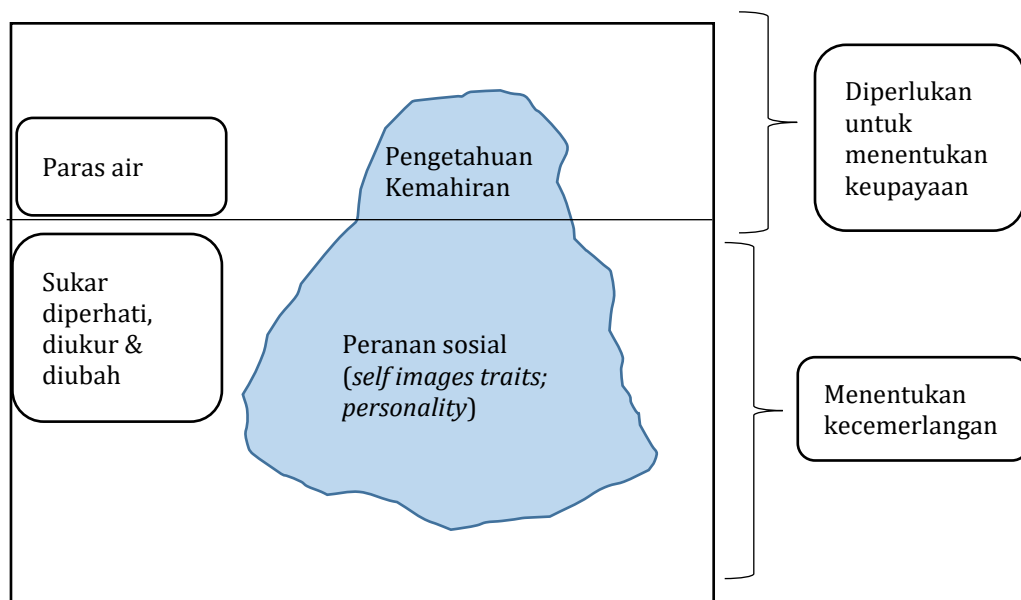 Paras air
Pengetahuan
Kemahiran
Diperlukan
untuk
menentukan
keupayaan
Sukar
diperhati,
diukur &
diubah
Peranan sosial
(self images traits;
personality)
Menentukan
kecemerlangan